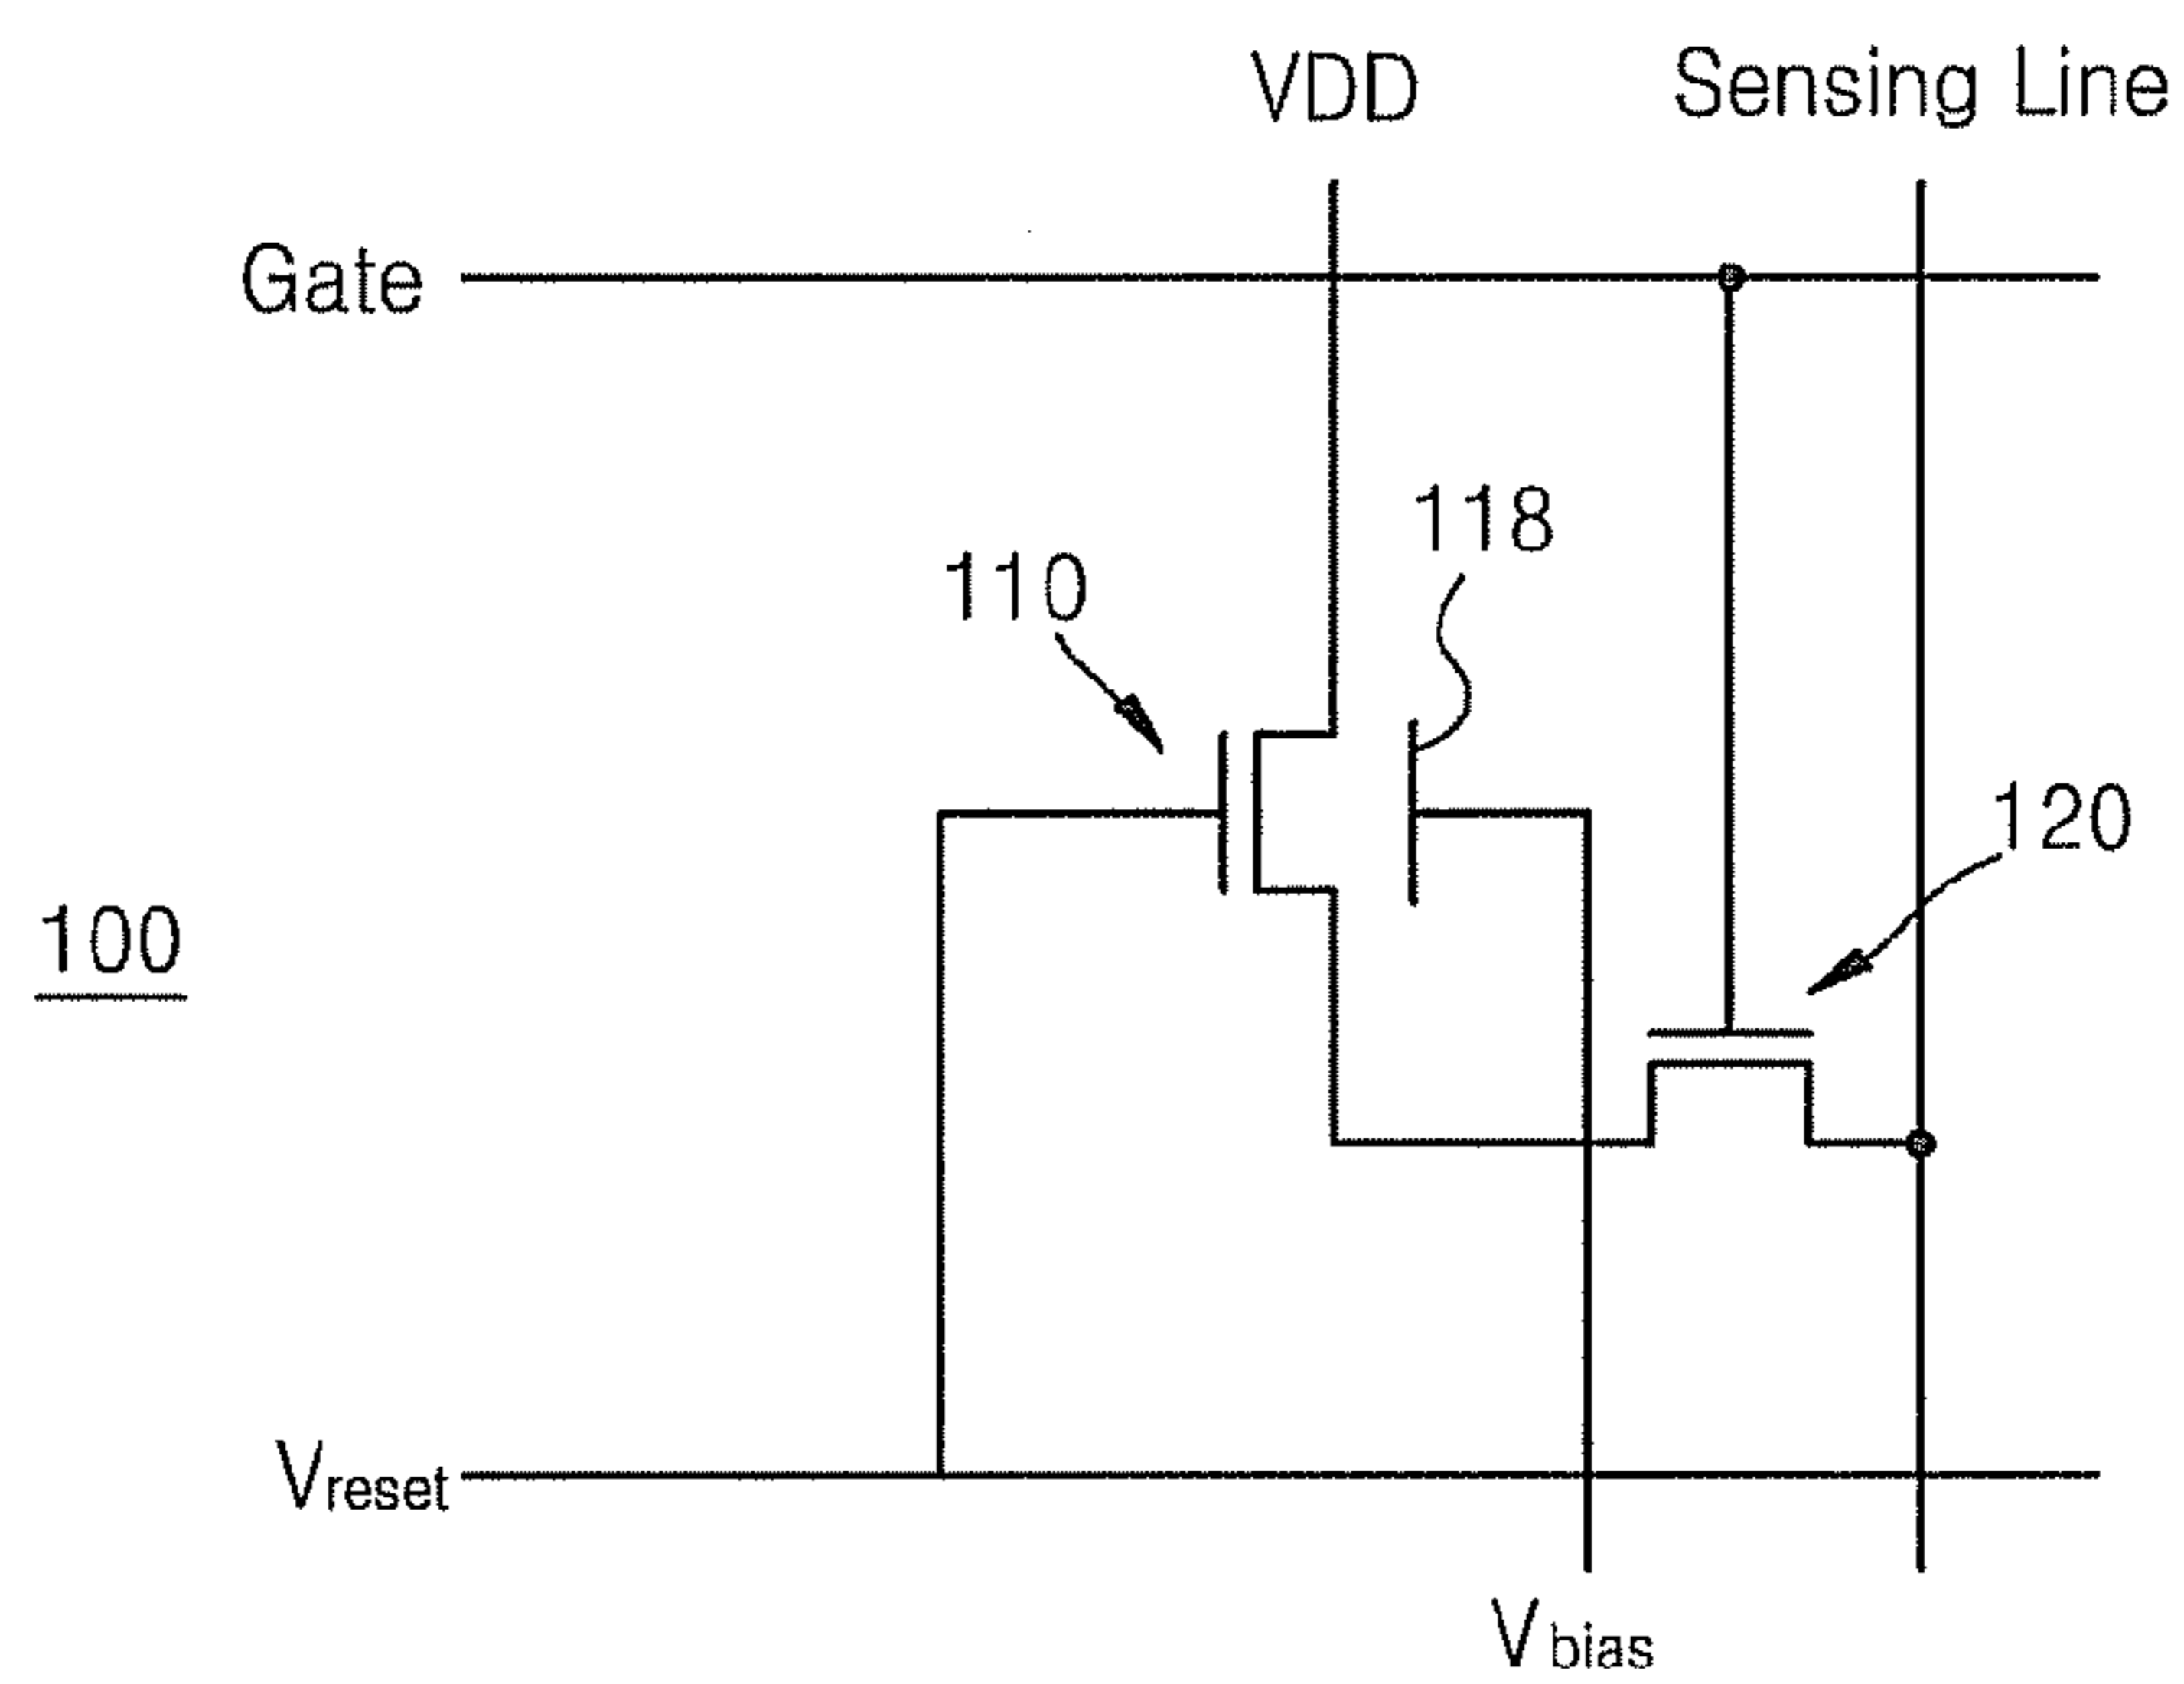 VDD
Sensing Line
Gate
118
110
120
100
Vreset
Vbias